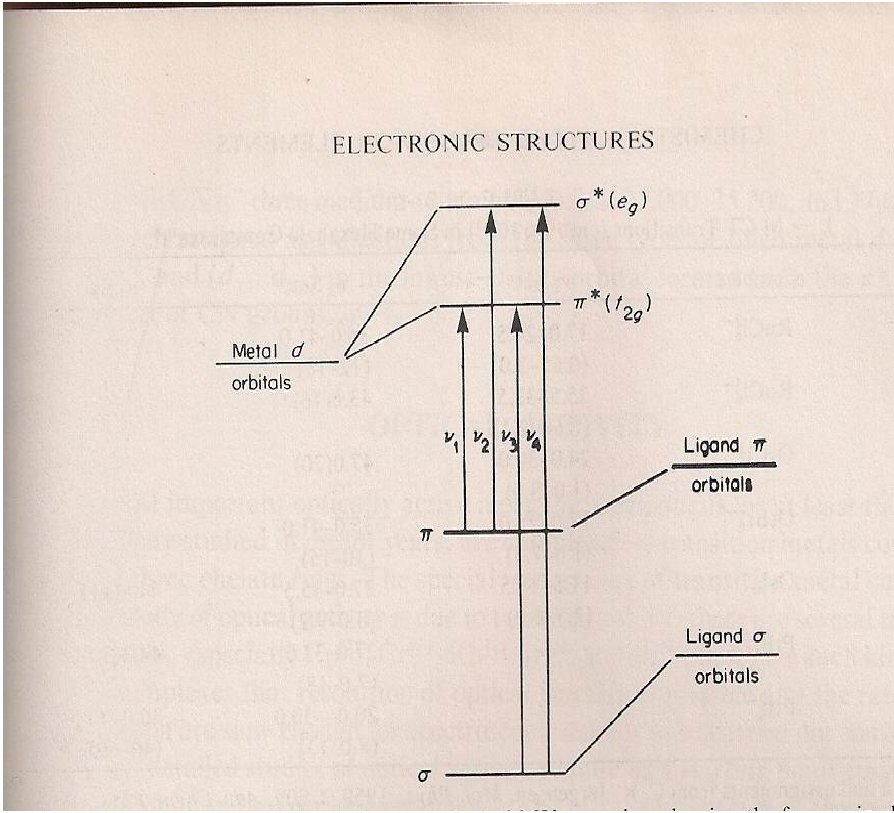 ELECTRONIC STRUCTURES
σ*(e_g)
π*(t_2g)
Metal d
orbitals
ν₁ ν₂ ν₃ ν₄
Ligand π
orbitals
π
Ligand σ
orbitals
σ